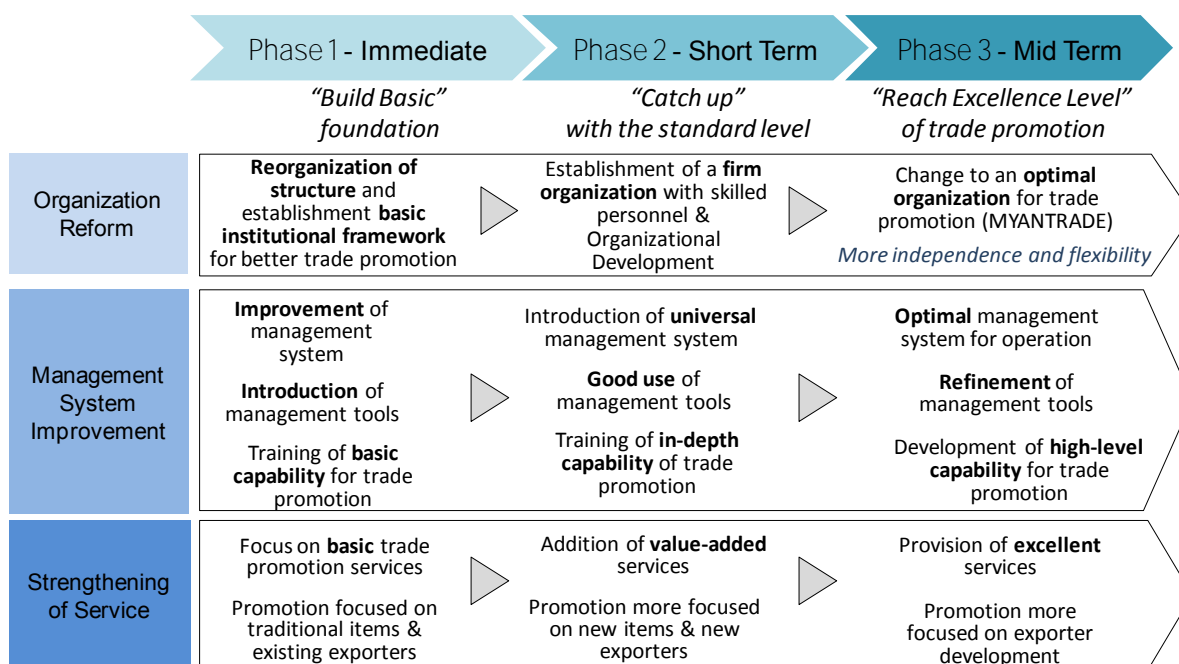 Phase 1 - Immediate
Phase 2 - Short Term
Phase 3 - Mid Term
“Build Basic”
foundation
“Catch up”
with the standard level
“Reach Excellence Level”
of trade promotion
Organization
Reform
Reorganization of
structure and
establishment basic
institutional framework
for better trade promotion
Establishment of a firm
organization with skilled
personnel &
Organizational
Development
Change to an optimal
organization for trade
promotion (MYANTRADE)
More independence and flexibility
Management
System
Improvement
Improvement of
management
system
Introduction of
management tools
Training of basic
capability for trade
promotion
Introduction of universal
management system
Good use of
management tools
Training of in-depth
capability of trade
promotion
Optimal management
system for operation
Refinement of
management tools
Development of high-level
capability for trade
promotion
Strengthening
of Service
Focus on basic trade
promotion services
Promotion focused on
traditional items &
existing exporters
Addition of value-added
services
Promotion more focused
on new items & new
exporters
Provision of excellent
services
Promotion more
focused on exporter
development